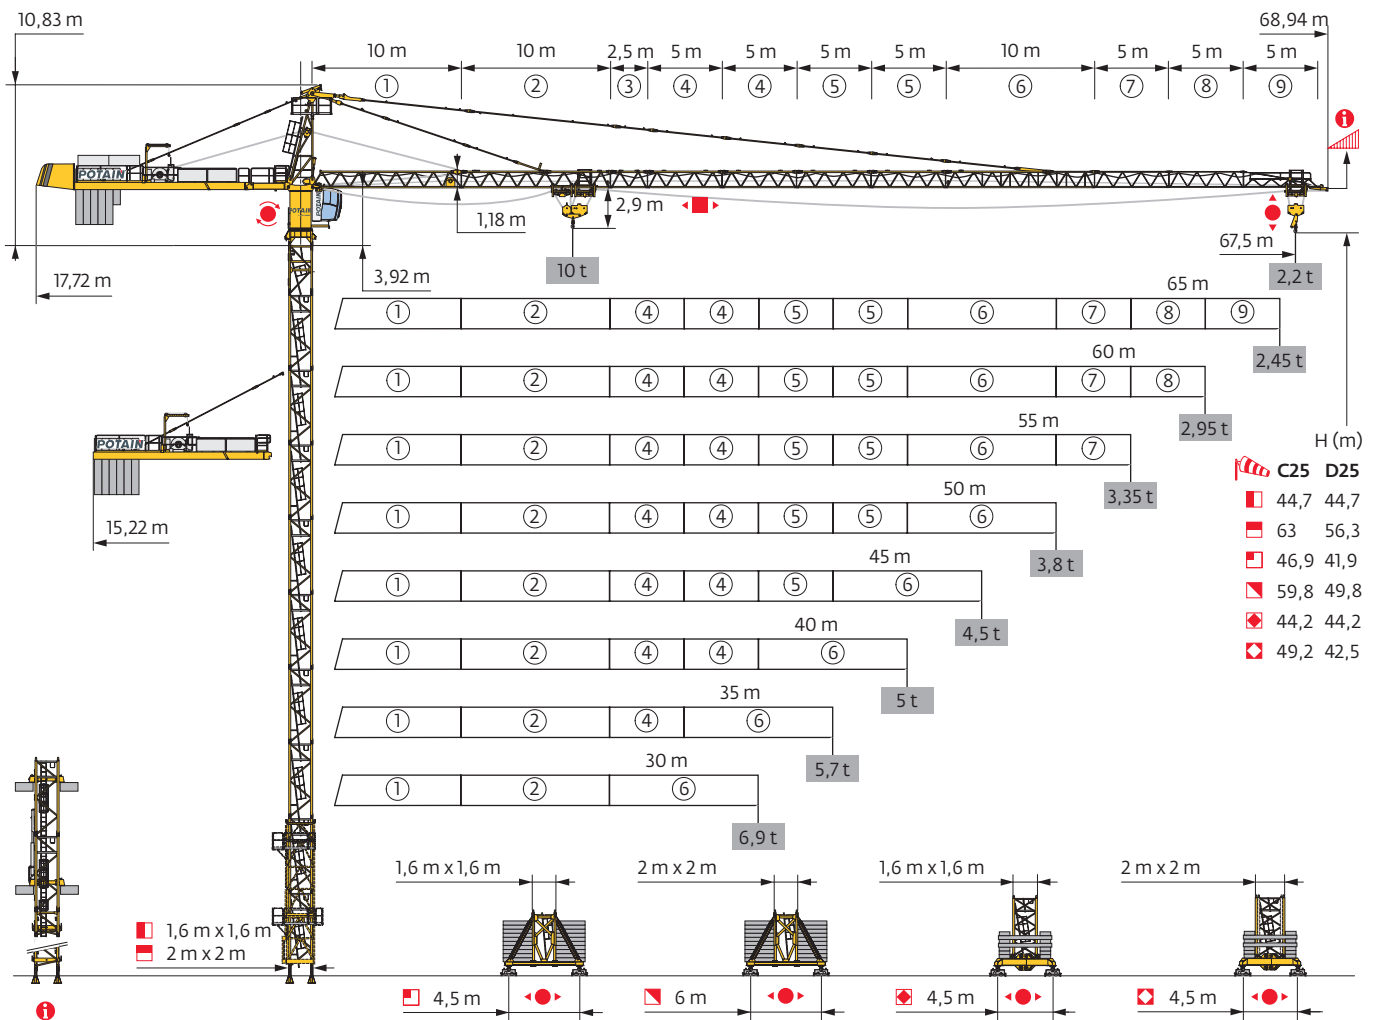 10,83 m
68,94 m
10 m 10 m 2,5 m 5 m 5 m 5 m 5 m 10 m 5 m 5 m 5 m
1 2 3 4 4 5 5 6 7 8 9
i
POTAIN
POTAIN
POTAIN
2,9 m
1,18 m
67,5 m
10 t
2,2 t
17,72 m
3,92 m
65 m
1 2 4 4 5 5 6 7 8 9
2,45 t
60 m
1 2 4 4 5 5 6 7 8
2,95 t
55 m
1 2 4 4 5 5 6 7
3,35 t
POTAIN
15,22 m
50 m
1 2 4 4 5 5 6
3,8 t
45 m
1 2 4 4 5 6
4,5 t
40 m
1 2 4 4 6
5 t
35 m
1 2 4 6
5,7 t
30 m
1 2 6
6,9 t
H (m)
C25 D25
44,7 44,7
63 56,3
46,9 41,9
59,8 49,8
44,2 44,2
49,2 42,5
1,6 m x 1,6 m
2 m x 2 m
i
1,6 m x 1,6 m
4,5 m
2 m x 2 m
6 m
1,6 m x 1,6 m
4,5 m
2 m x 2 m
4,5 m